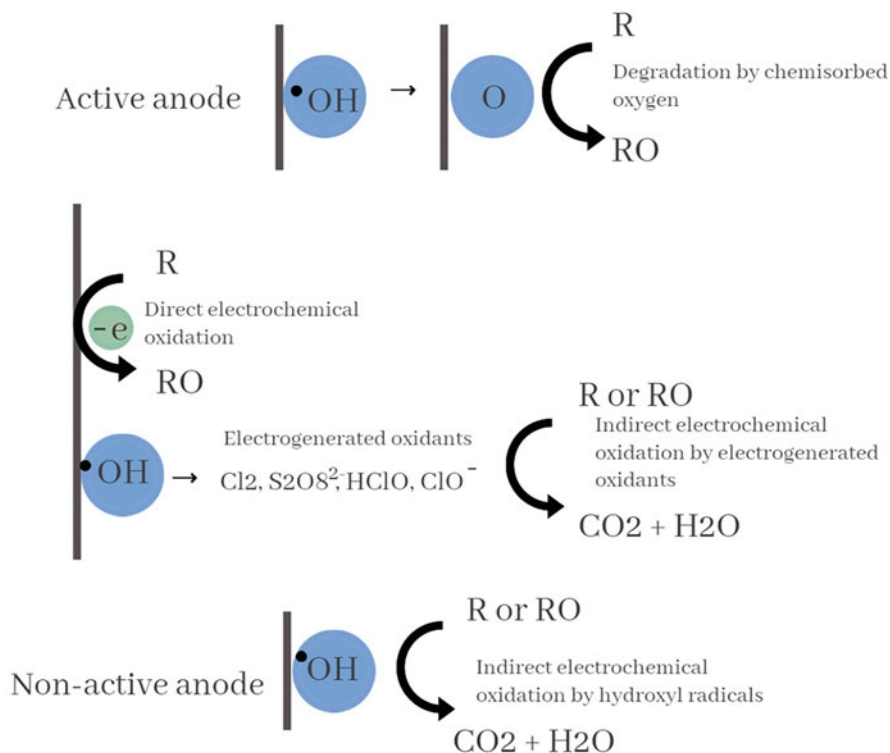 Active anode
•OH → O
R
Degradation by chemisorbed
oxygen
RO
R
-e
Direct electrochemical
oxidation
RO
•OH →
Electrogenerated oxidants
Cl2, S2O8²⁻, HClO, ClO⁻
R or RO
Indirect electrochemical
oxidation by electrogenerated
oxidants
CO2 + H2O
Non-active anode
•OH
R or RO
Indirect electrochemical
oxidation by hydroxyl radicals
CO2 + H2O